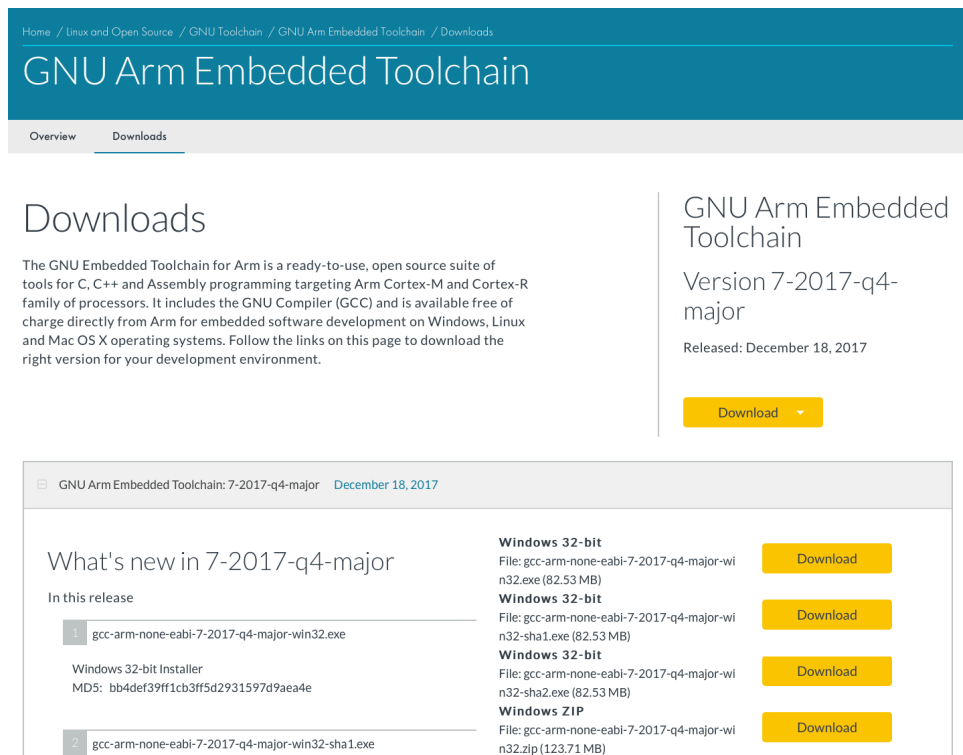 Home / Linux and Open Source / GNU Toolchain / GNU Arm Embedded Toolchain / Downloads
GNU Arm Embedded Toolchain
Overview Downloads
Downloads
The GNU Embedded Toolchain for Arm is a ready-to-use, open source suite of
tools for C, C++ and Assembly programming targeting Arm Cortex-M and Cortex-R
family of processors. It includes the GNU Compiler (GCC) and is available free of
charge directly from Arm for embedded software development on Windows, Linux
and Mac OS X operating systems. Follow the links on this page to download the
right version for your development environment.
GNU Arm Embedded
Toolchain
Version 7-2017-q4-
major
Released: December 18, 2017
Download
GNU Arm Embedded Toolchain: 7-2017-q4-major December 18, 2017
What's new in 7-2017-q4-major
In this release
1 gcc-arm-none-eabi-7-2017-q4-major-win32.exe
Windows 32-bit Installer
MD5: bb4def39ff1cb3ff5d2931597d9aea4e
2 gcc-arm-none-eabi-7-2017-q4-major-win32-sha1.exe
Windows 32-bit
File: gcc-arm-none-eabi-7-2017-q4-major-wi
n32.exe (82.53 MB)
Download
Windows 32-bit
File: gcc-arm-none-eabi-7-2017-q4-major-wi
n32-sha1.exe (82.53 MB)
Download
Windows 32-bit
File: gcc-arm-none-eabi-7-2017-q4-major-wi
n32-sha2.exe (82.53 MB)
Download
Windows ZIP
File: gcc-arm-none-eabi-7-2017-q4-major-wi
n32.zip (123.71 MB)
Download